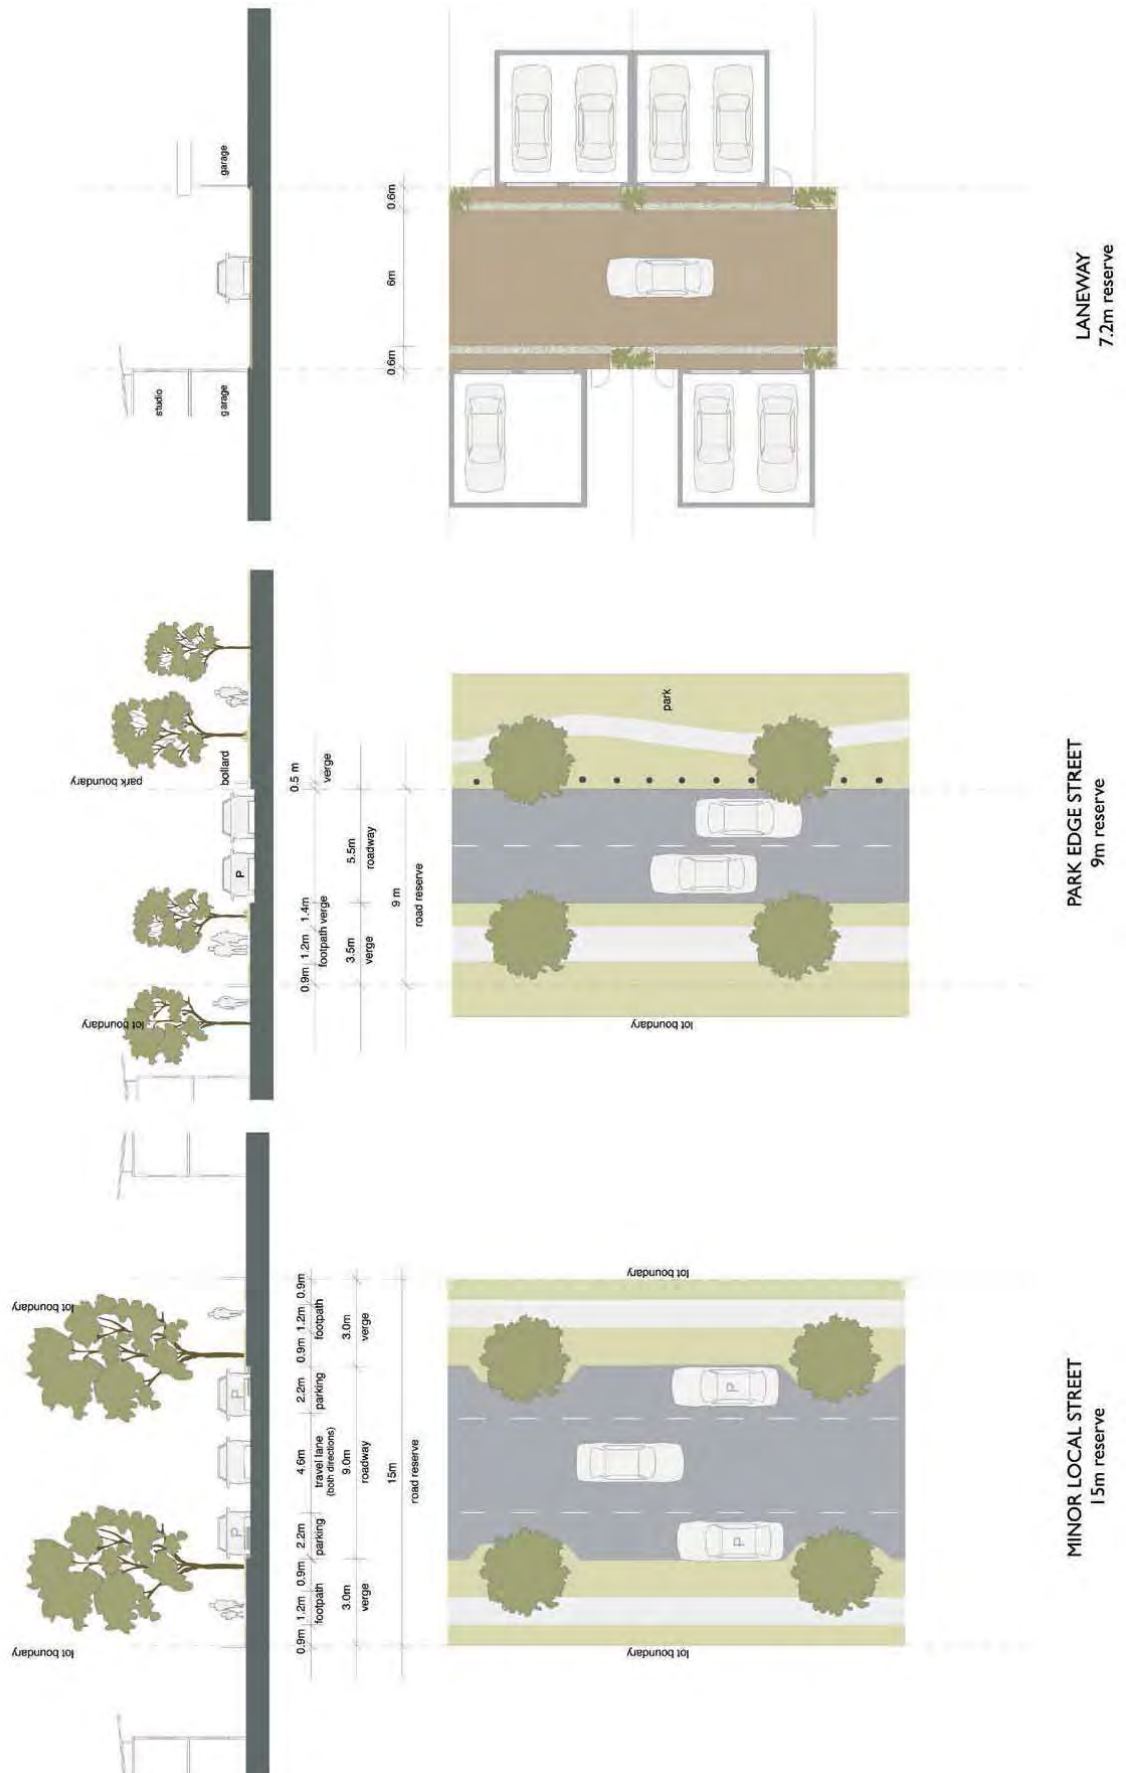 lot boundary
lot boundary
P
P
0.9m 1.2m 0.9m 2.2m 4.6m 2.2m 0.9m 1.2m 0.9m
footpath parking travel lane parking footpath
(both directions)
3.0m 9.0m 3.0m
verge roadway verge
15m
road reserve
lot boundary
lot boundary
P
P
MINOR LOCAL STREET
15m reserve
lot boundary
park boundary
P
bollard
0.9m 1.2m 1.4m 0.5 m
footpath verge verge
3.5m 5.5m
verge roadway
9 m
road reserve
lot boundary
park
PARK EDGE STREET
9m reserve
studio
garage
garage
0.6m 6m 0.6m
LANEWAY
7.2m reserve